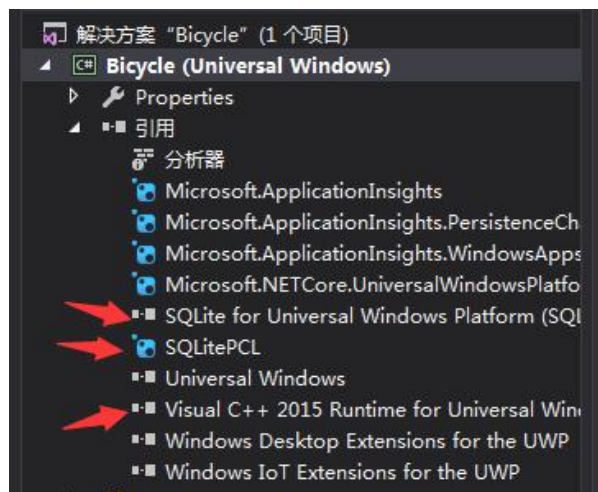 解决方案 "Bicycle" (1 个项目)
C# Bicycle (Universal Windows)
Properties
引用
分析器
Microsoft.ApplicationInsights
Microsoft.ApplicationInsights.PersistenceCh
Microsoft.ApplicationInsights.WindowsApps
Microsoft.NETCore.UniversalWindowsPlatfo
SQLite for Universal Windows Platform (SQL
SQLitePCL
Universal Windows
Visual C++ 2015 Runtime for Universal Win
Windows Desktop Extensions for the UWP
Windows IoT Extensions for the UWP